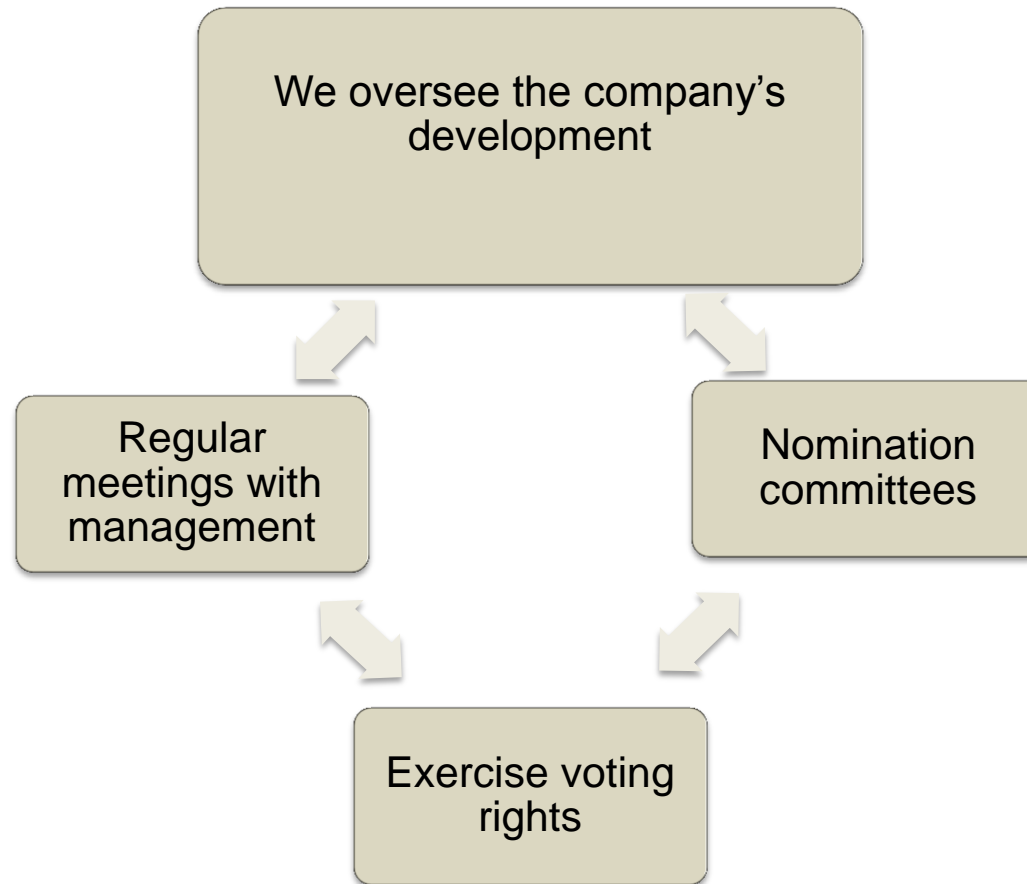 We oversee the company’s
development
Regular
meetings with
management
Nomination
committees
Exercise voting
rights